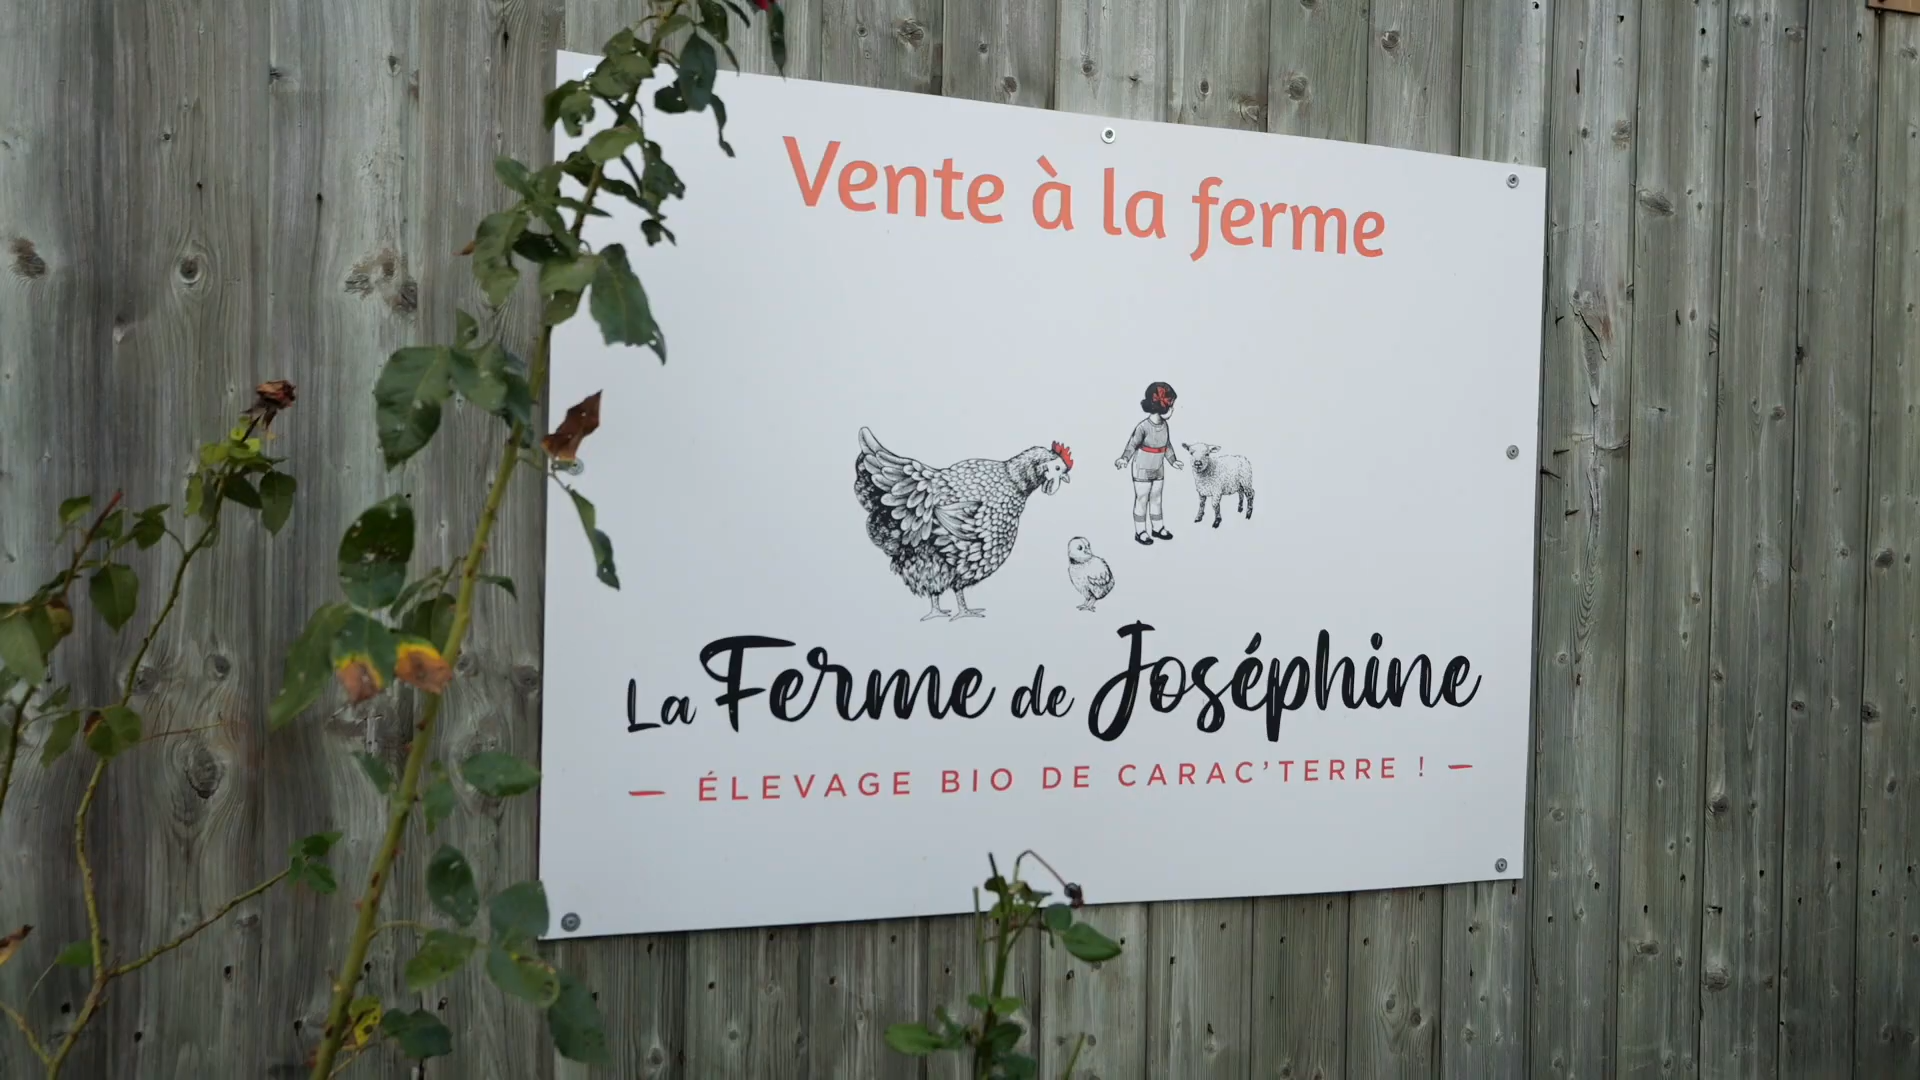 Vente à la ferme
La Ferme de Joséphine
— ÉLEVAGE BIO DE CARAC'TERRE ! —